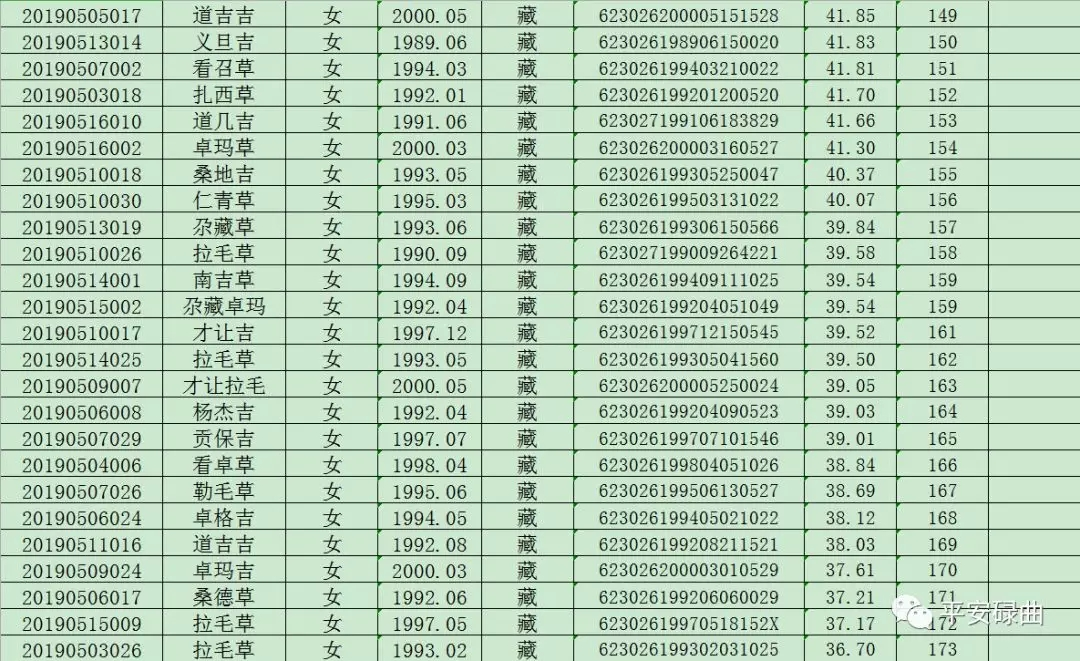 20190505017 道吉吉 女 2000.05 藏 623026200005151528 41.85 149
20190513014 义旦吉 女 1989.06 藏 623026198906150020 41.83 150
20190507002 看召草 女 1994.03 藏 623026199403210022 41.81 151
20190503018 扎西草 女 1992.01 藏 623026199201200520 41.70 152
20190516010 道几吉 女 1991.06 藏 623027199106183829 41.66 153
20190516002 卓玛草 女 2000.03 藏 623026200003160527 41.30 154
20190510018 桑地吉 女 1993.05 藏 623026199305250047 40.37 155
20190510030 仁青草 女 1995.03 藏 623026199503131022 40.07 156
20190513019 尕藏草 女 1993.06 藏 623026199306150566 39.84 157
20190510026 拉毛草 女 1990.09 藏 623027199009264221 39.58 158
20190514001 南吉草 女 1994.09 藏 623026199409111025 39.54 159
20190515002 尕藏卓玛 女 1992.04 藏 623026199204051049 39.54 159
20190510017 才让吉 女 1997.12 藏 623026199712150545 39.52 161
20190514025 拉毛草 女 1993.05 藏 623026199305041560 39.50 162
20190509007 才让拉毛 女 2000.05 藏 623026200005250024 39.05 163
20190506008 杨杰吉 女 1992.04 藏 623026199204090523 39.03 164
20190507029 贡保吉 女 1997.07 藏 623026199707101546 39.01 165
20190504006 看卓草 女 1998.04 藏 623026199804051026 38.84 166
20190507026 勒毛草 女 1995.06 藏 623026199506130527 38.69 167
20190506024 卓格吉 女 1994.05 藏 623026199405021022 38.12 168
20190511016 道吉吉 女 1992.08 藏 623026199208211521 38.03 169
20190509024 卓玛吉 女 2000.03 藏 623026200003010529 37.61 170
20190506017 桑德草 女 1992.06 藏 623026199206060029 37.21 171
平安碌曲
20190515009 拉毛草 女 1997.05 藏 62302619970518152X 37.17 172
20190503026 拉毛草 女 1993.02 藏 623026199302031025 36.70 173